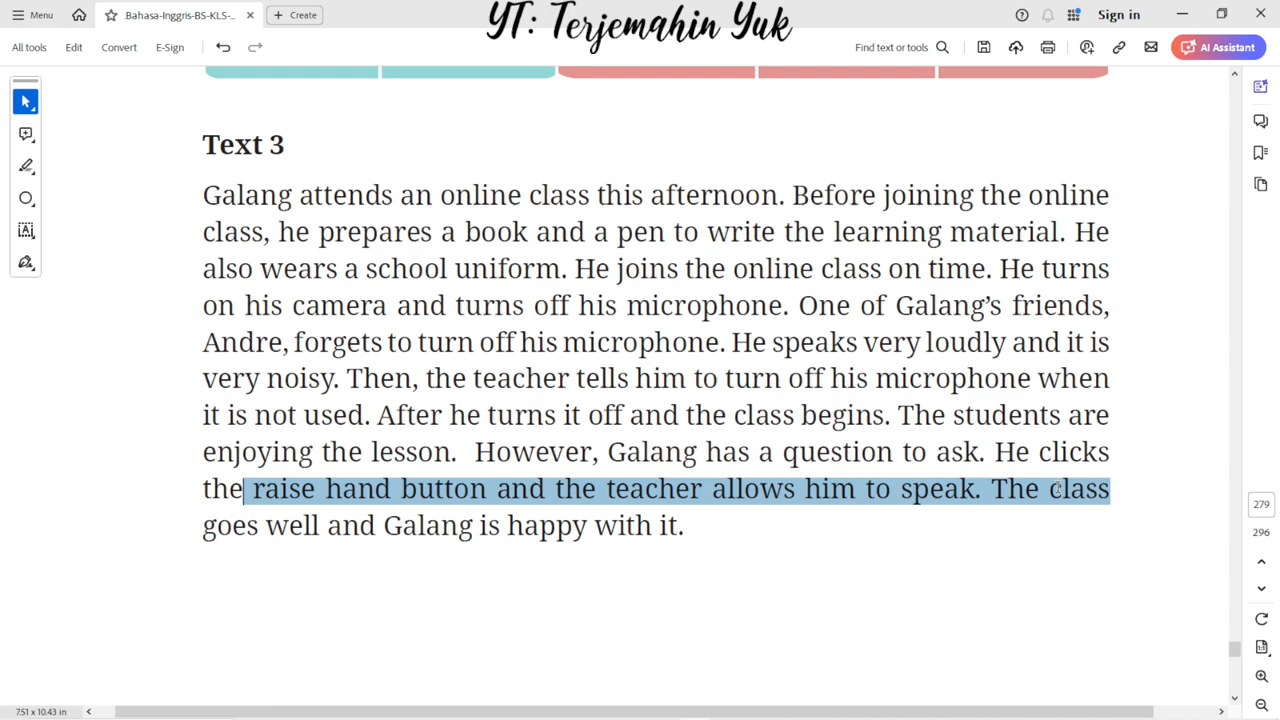 Menu
Bahasa-Inggris-BS-KLS-...
Create
YT: Terjemahin Yuk
Sign in
All tools
Edit
Convert
E-Sign
Find text or tools
AI Assistant
Text 3
Galang attends an online class this afternoon. Before joining the online
class, he prepares a book and a pen to write the learning material. He
also wears a school uniform. He joins the online class on time. He turns
on his camera and turns off his microphone. One of Galang’s friends,
Andre, forgets to turn off his microphone. He speaks very loudly and it is
very noisy. Then, the teacher tells him to turn off his microphone when
it is not used. After he turns it off and the class begins. The students are
enjoying the lesson. However, Galang has a question to ask. He clicks
the raise hand button and the teacher allows him to speak. The class
goes well and Galang is happy with it.
279
296
7.51 x 10.43 in